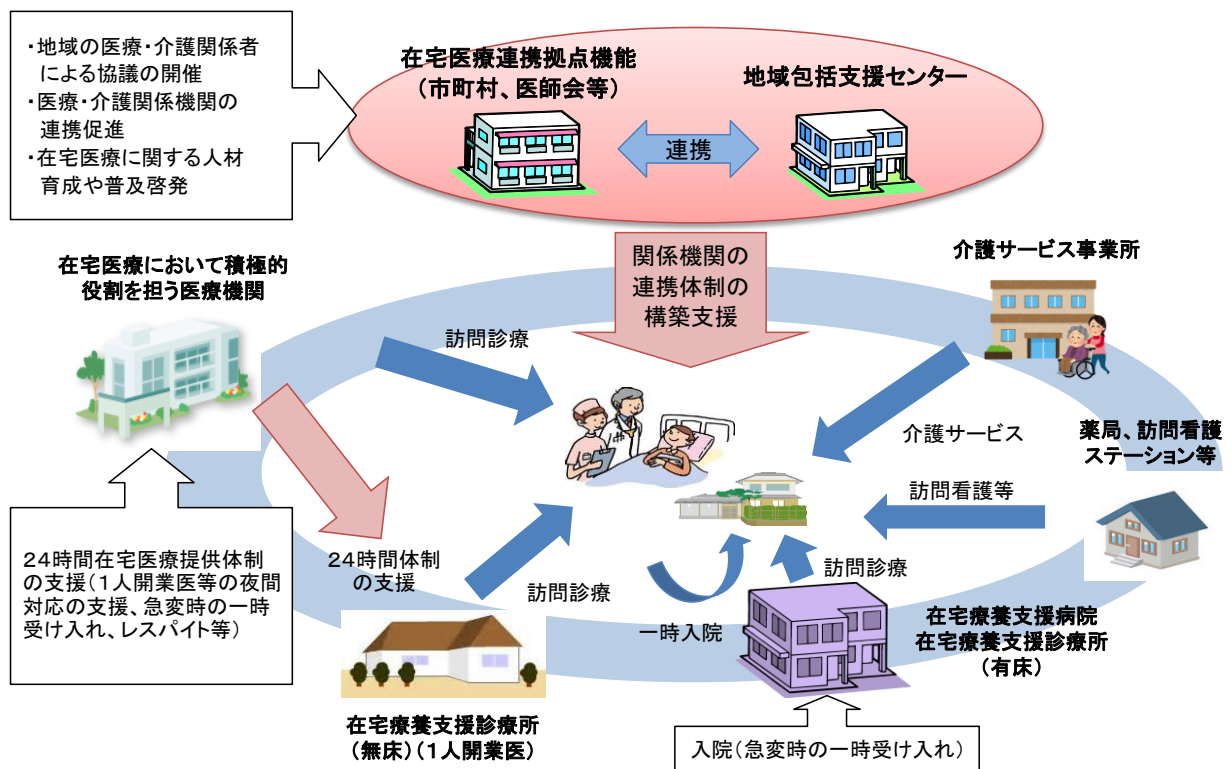 ・地域の医療・介護関係者
による協議の開催
・医療・介護関係機関の
連携促進
・在宅医療に関する人材
育成や普及啓発
在宅医療連携拠点機能
（市町村、医師会等）
地域包括支援センター
連携
関係機関の
連携体制の
構築支援
在宅医療において積極的
役割を担う医療機関
介護サービス事業所
訪問診療
介護サービス
薬局、訪問看護
ステーション等
訪問看護等
24時間在宅医療提供体制
の支援（1人開業医等の夜間
対応の支援、急変時の一時
受け入れ、レスパイト等）
24時間体制
の支援
訪問診療
訪問診療
一時入院
在宅療養支援病院
在宅療養支援診療所
（有床）
在宅療養支援診療所
（無床）（1人開業医）
入院（急変時の一時受け入れ）